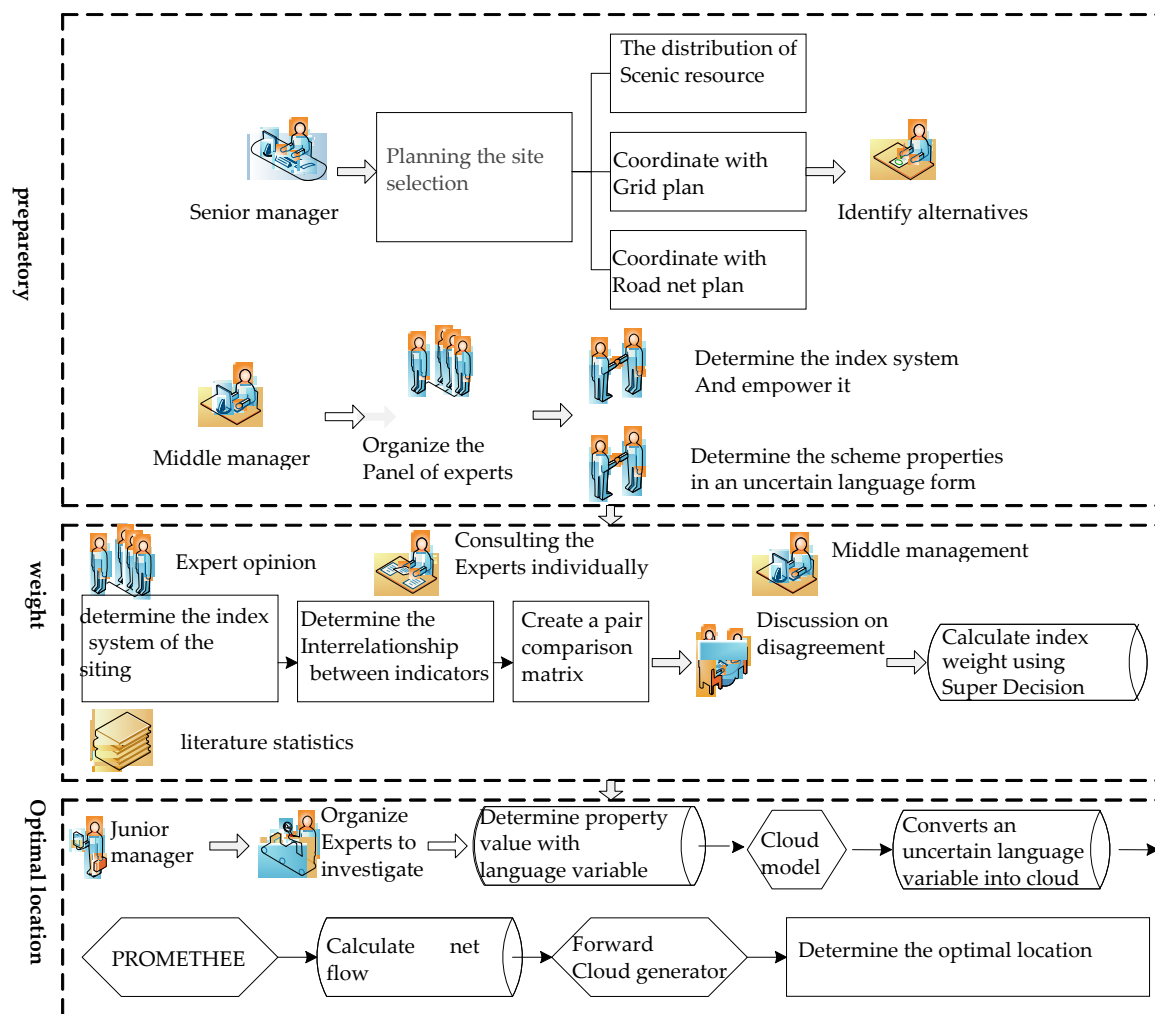 preparetory
The distribution of
Scenic resource
Planning the site
selection
Coordinate with
Grid plan
Senior manager
Identify alternatives
Coordinate with
Road net plan
Determine the index system
And empower it
Middle manager
Organize the
Panel of experts
Determine the scheme properties
in an uncertain language form
weight
Expert opinion
Consulting the
Experts individually
Middle management
determine the index
system of the
siting
Determine the
Interrelationship
between indicators
Create a pair
comparison
matrix
Discussion on
disagreement
Calculate index
weight using
Super Decision
literature statistics
Optimal location
Junior
manager
Organize
Experts to
investigate
Determine property
value with
language variable
Cloud
model
Converts an
uncertain language
variable into cloud
PROMETHEE
Calculate net
flow
Forward
Cloud generator
Determine the optimal location